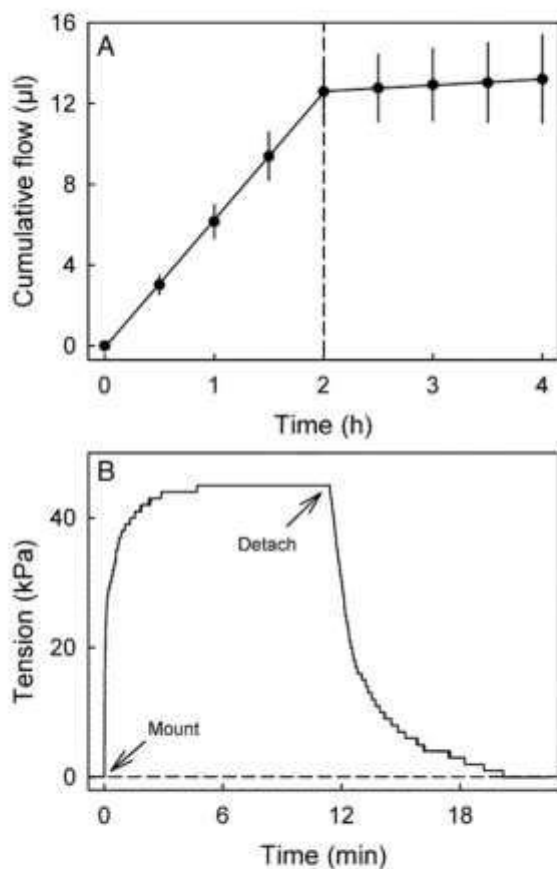 A
16
12
8
4
0
Cumulative flow (µl)
0 1 2 3 4
Time (h)
B
40
20
0
Tension (kPa)
Detach
Mount
0 6 12 18
Time (min)